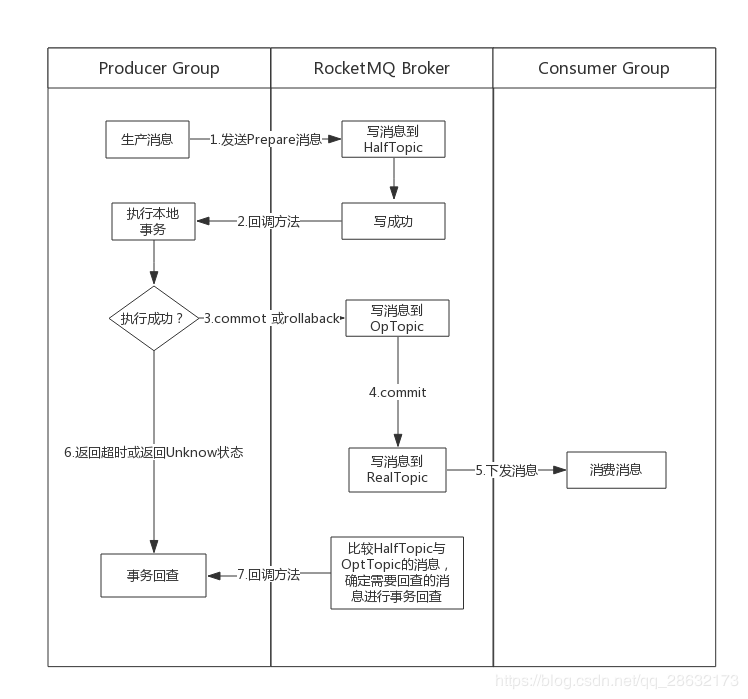 Producer Group
RocketMQ Broker
Consumer Group
生产消息
1.发送Prepare消息
写消息到
HalfTopic
执行本地
事务
2.回调方法
写成功
执行成功？
3.commot 或rollaback
写消息到
OpTopic
4.commit
6.返回超时或返回Unknow状态
写消息到
RealTopic
5.下发消息
消费消息
事务回查
7.回调方法
比较HalfTopic与
OptTopic的消息，
确定需要回查的消
息进行事务回查
https://blog.csdn.net/qq_28632173